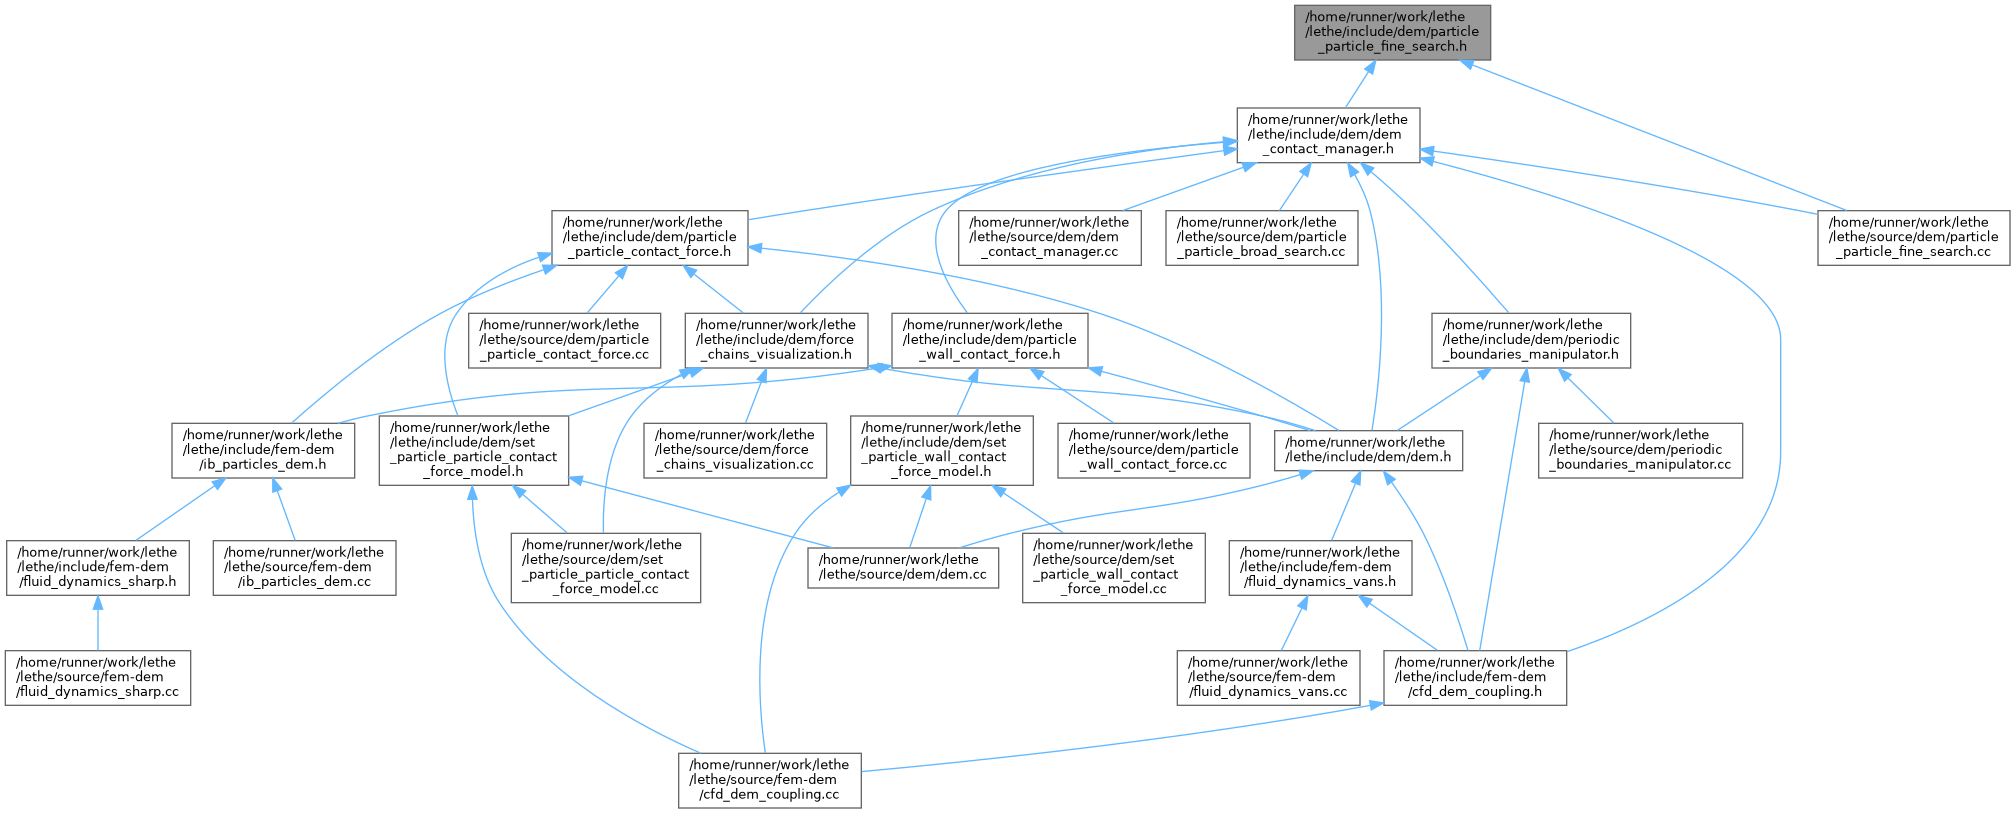 /home/runner/work/lethe
/lethe/include/dem/particle
_particle_fine_search.h
/home/runner/work/lethe
/lethe/include/dem/dem
_contact_manager.h
/home/runner/work/lethe
/lethe/include/dem/particle
_particle_contact_force.h
/home/runner/work/lethe
/lethe/source/dem/dem
_contact_manager.cc
/home/runner/work/lethe
/lethe/source/dem/particle
_particle_broad_search.cc
/home/runner/work/lethe
/lethe/source/dem/particle
_particle_fine_search.cc
/home/runner/work/lethe
/lethe/source/dem/particle
_particle_contact_force.cc
/home/runner/work/lethe
/lethe/include/dem/force
_chains_visualization.h
/home/runner/work/lethe
/lethe/include/dem/particle
_wall_contact_force.h
/home/runner/work/lethe
/lethe/include/dem/periodic
_boundaries_manipulator.h
/home/runner/work/lethe
/lethe/include/fem-dem
/ib_particles_dem.h
/home/runner/work/lethe
/lethe/include/dem/set
_particle_particle_contact
_force_model.h
/home/runner/work/lethe
/lethe/source/dem/force
_chains_visualization.cc
/home/runner/work/lethe
/lethe/include/dem/set
_particle_wall_contact
_force_model.h
/home/runner/work/lethe
/lethe/source/dem/particle
_wall_contact_force.cc
/home/runner/work/lethe
/lethe/include/dem/dem.h
/home/runner/work/lethe
/lethe/source/dem/periodic
_boundaries_manipulator.cc
/home/runner/work/lethe
/lethe/include/fem-dem
/fluid_dynamics_sharp.h
/home/runner/work/lethe
/lethe/source/fem-dem
/ib_particles_dem.cc
/home/runner/work/lethe
/lethe/source/dem/set
_particle_particle_contact
_force_model.cc
/home/runner/work/lethe
/lethe/source/dem/dem.cc
/home/runner/work/lethe
/lethe/source/dem/set
_particle_wall_contact
_force_model.cc
/home/runner/work/lethe
/lethe/include/fem-dem
/fluid_dynamics_vans.h
/home/runner/work/lethe
/lethe/source/fem-dem
/fluid_dynamics_sharp.cc
/home/runner/work/lethe
/lethe/source/fem-dem
/fluid_dynamics_vans.cc
/home/runner/work/lethe
/lethe/include/fem-dem
/cfd_dem_coupling.h
/home/runner/work/lethe
/lethe/source/fem-dem
/cfd_dem_coupling.cc